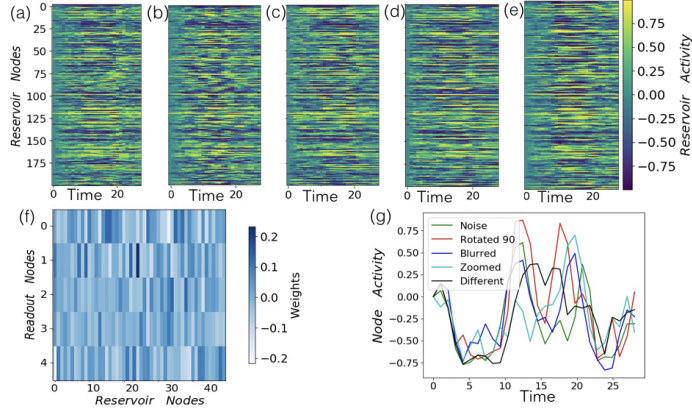 (a) (b) (c) (d) (e)
0
25
50
75
100
125
150
175
Reservoir Nodes
0 20
Time
0 20
Time
0 20
Time
0 20
Time
0 20
Time
0.75
0.50
0.25
0.00
−0.25
−0.50
−0.75
Reservoir Activity
(f)
0
1
2
3
4
Readout Nodes
0 10 20 30 40
Reservoir Nodes
0.2
0.1
0.0
−0.1
−0.2
Weights
(g)
0.75
0.50
0.25
0.00
−0.25
−0.50
−0.75
Node Activity
Noise
Rotated 90
Blurred
Zoomed
Different
0 5 10 15 20 25
Time